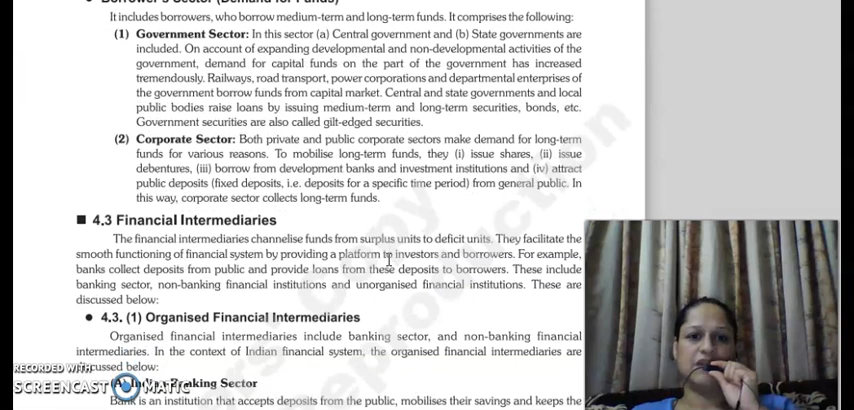 Borrower's Sector (Demand for Funds)
It includes borrowers, who borrow medium-term and long-term funds. It comprises the following:
(1) Government Sector: In this sector (a) Central government and (b) State governments are
included. On account of expanding developmental and non-developmental activities of the
government, demand for capital funds on the part of the government has increased
tremendously. Railways, road transport, power corporations and departmental enterprises of
the government borrow funds from capital market. Central and state governments and local
public bodies raise loans by issuing medium-term and long-term securities, bonds, etc.
Government securities are also called gilt-edged securities.
(2) Corporate Sector: Both private and public corporate sectors make demand for long-term
funds for various reasons. To mobilise long-term funds, they (i) issue shares, (ii) issue
debentures, (iii) borrow from development banks and investment institutions and (iv) attract
public deposits (fixed deposits, i.e. deposits for a specific time period) from general public. In
this way, corporate sector collects long-term funds.
■ 4.3 Financial Intermediaries
The financial intermediaries channelise funds from surplus units to deficit units. They facilitate the
smooth functioning of financial system by providing a platform to investors and borrowers. For example,
banks collect deposits from public and provide loans from these deposits to borrowers. These include
banking sector, non-banking financial institutions and unorganised financial institutions. These are
discussed below:
● 4.3. (1) Organised Financial Intermediaries
Organised financial intermediaries include banking sector, and non-banking financial
intermediaries. In the context of Indian financial system, the organised financial intermediaries are
discussed below:
(A) Indian Banking Sector
Bank is an institution that accepts deposits from the public, mobilises their savings and keeps the
RECORDED WITH
SCREENCAST MATIC
Copy
reproduction